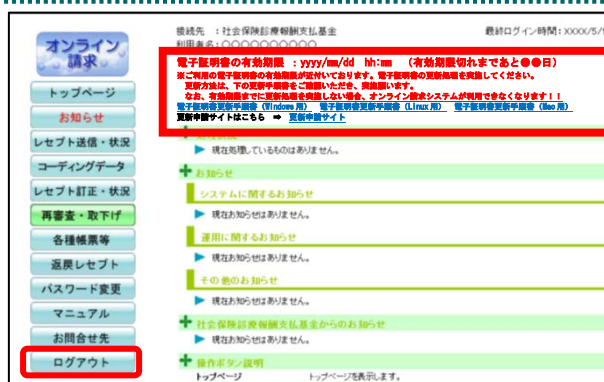 オンライン
請求
トップページ
お知らせ
レセプト送信・状況
コーディングデータ
レセプト訂正・状況
再審査・取下げ
各種帳票等
返戻レセプト
パスワード変更
マニュアル
お問合せ先
ログアウト
接続先 :社会保険診療報酬支払基金
最終ログイン時間:XXXX/5/9
利用者名:〇〇〇〇〇〇〇〇〇〇
電子証明書の有効期限 :yyyy/mm/dd hh:mm (有効期限切れまであと●●日)
※ご利用の電子証明書の有効期限が近付いております。電子証明書の更新処理を実施してください。
更新方法は、下の更新手順書をご確認いただき、実施願います。
なお、有効期限までに更新処理を実施しない場合、オンライン請求システムが利用できなくなります!!
電子証明書更新手順書(Windows用) 電子証明書更新手順書(Linux用) 電子証明書更新手順書(Mac用)
更新申請サイトはこちら ⇒ 更新申請サイト
現在処理しているものはありません。
お知らせ
システムに関するお知らせ
現在お知らせはありません。
運用に関するお知らせ
現在お知らせはありません。
その他のお知らせ
現在お知らせはありません。
社会保険診療報酬支払基金からのお知らせ
現在お知らせはありません。
操作ボタン説明
トップページ トップページを表示します。